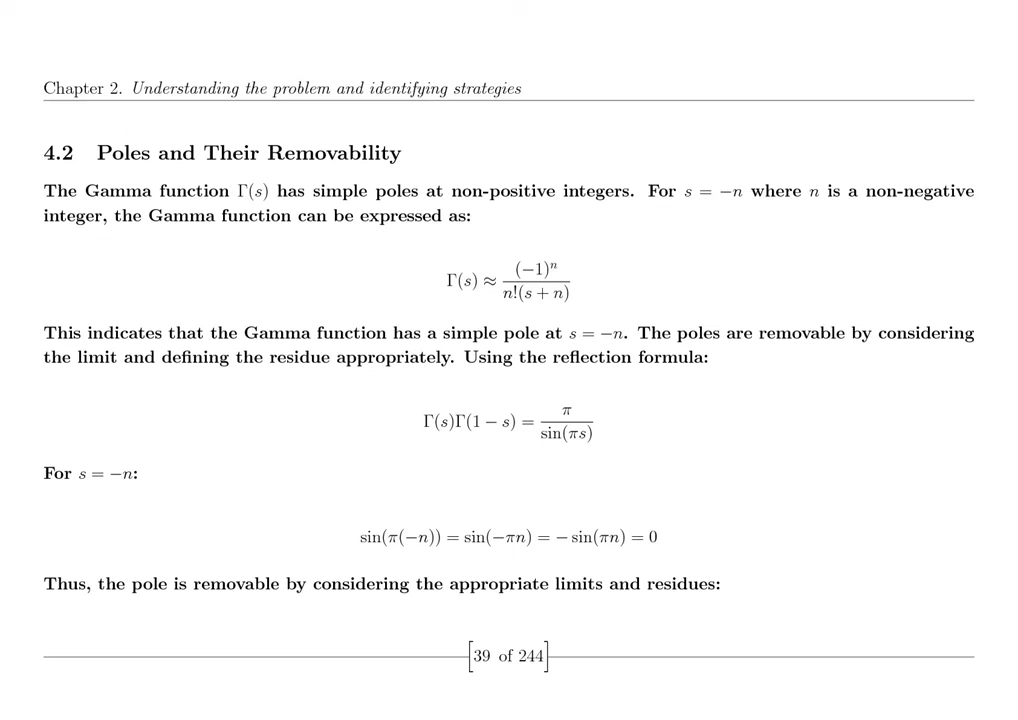 Chapter 2. Understanding the problem and identifying strategies
4.2 Poles and Their Removability
The Gamma function Γ(s) has simple poles at non-positive integers. For s = −n where n is a non-negative
integer, the Gamma function can be expressed as:
Γ(s) ≈ (−1)ⁿ / n!(s + n)
This indicates that the Gamma function has a simple pole at s = −n. The poles are removable by considering
the limit and defining the residue appropriately. Using the reflection formula:
Γ(s)Γ(1 − s) = π / sin(πs)
For s = −n:
sin(π(−n)) = sin(−πn) = − sin(πn) = 0
Thus, the pole is removable by considering the appropriate limits and residues:
[39 of 244]